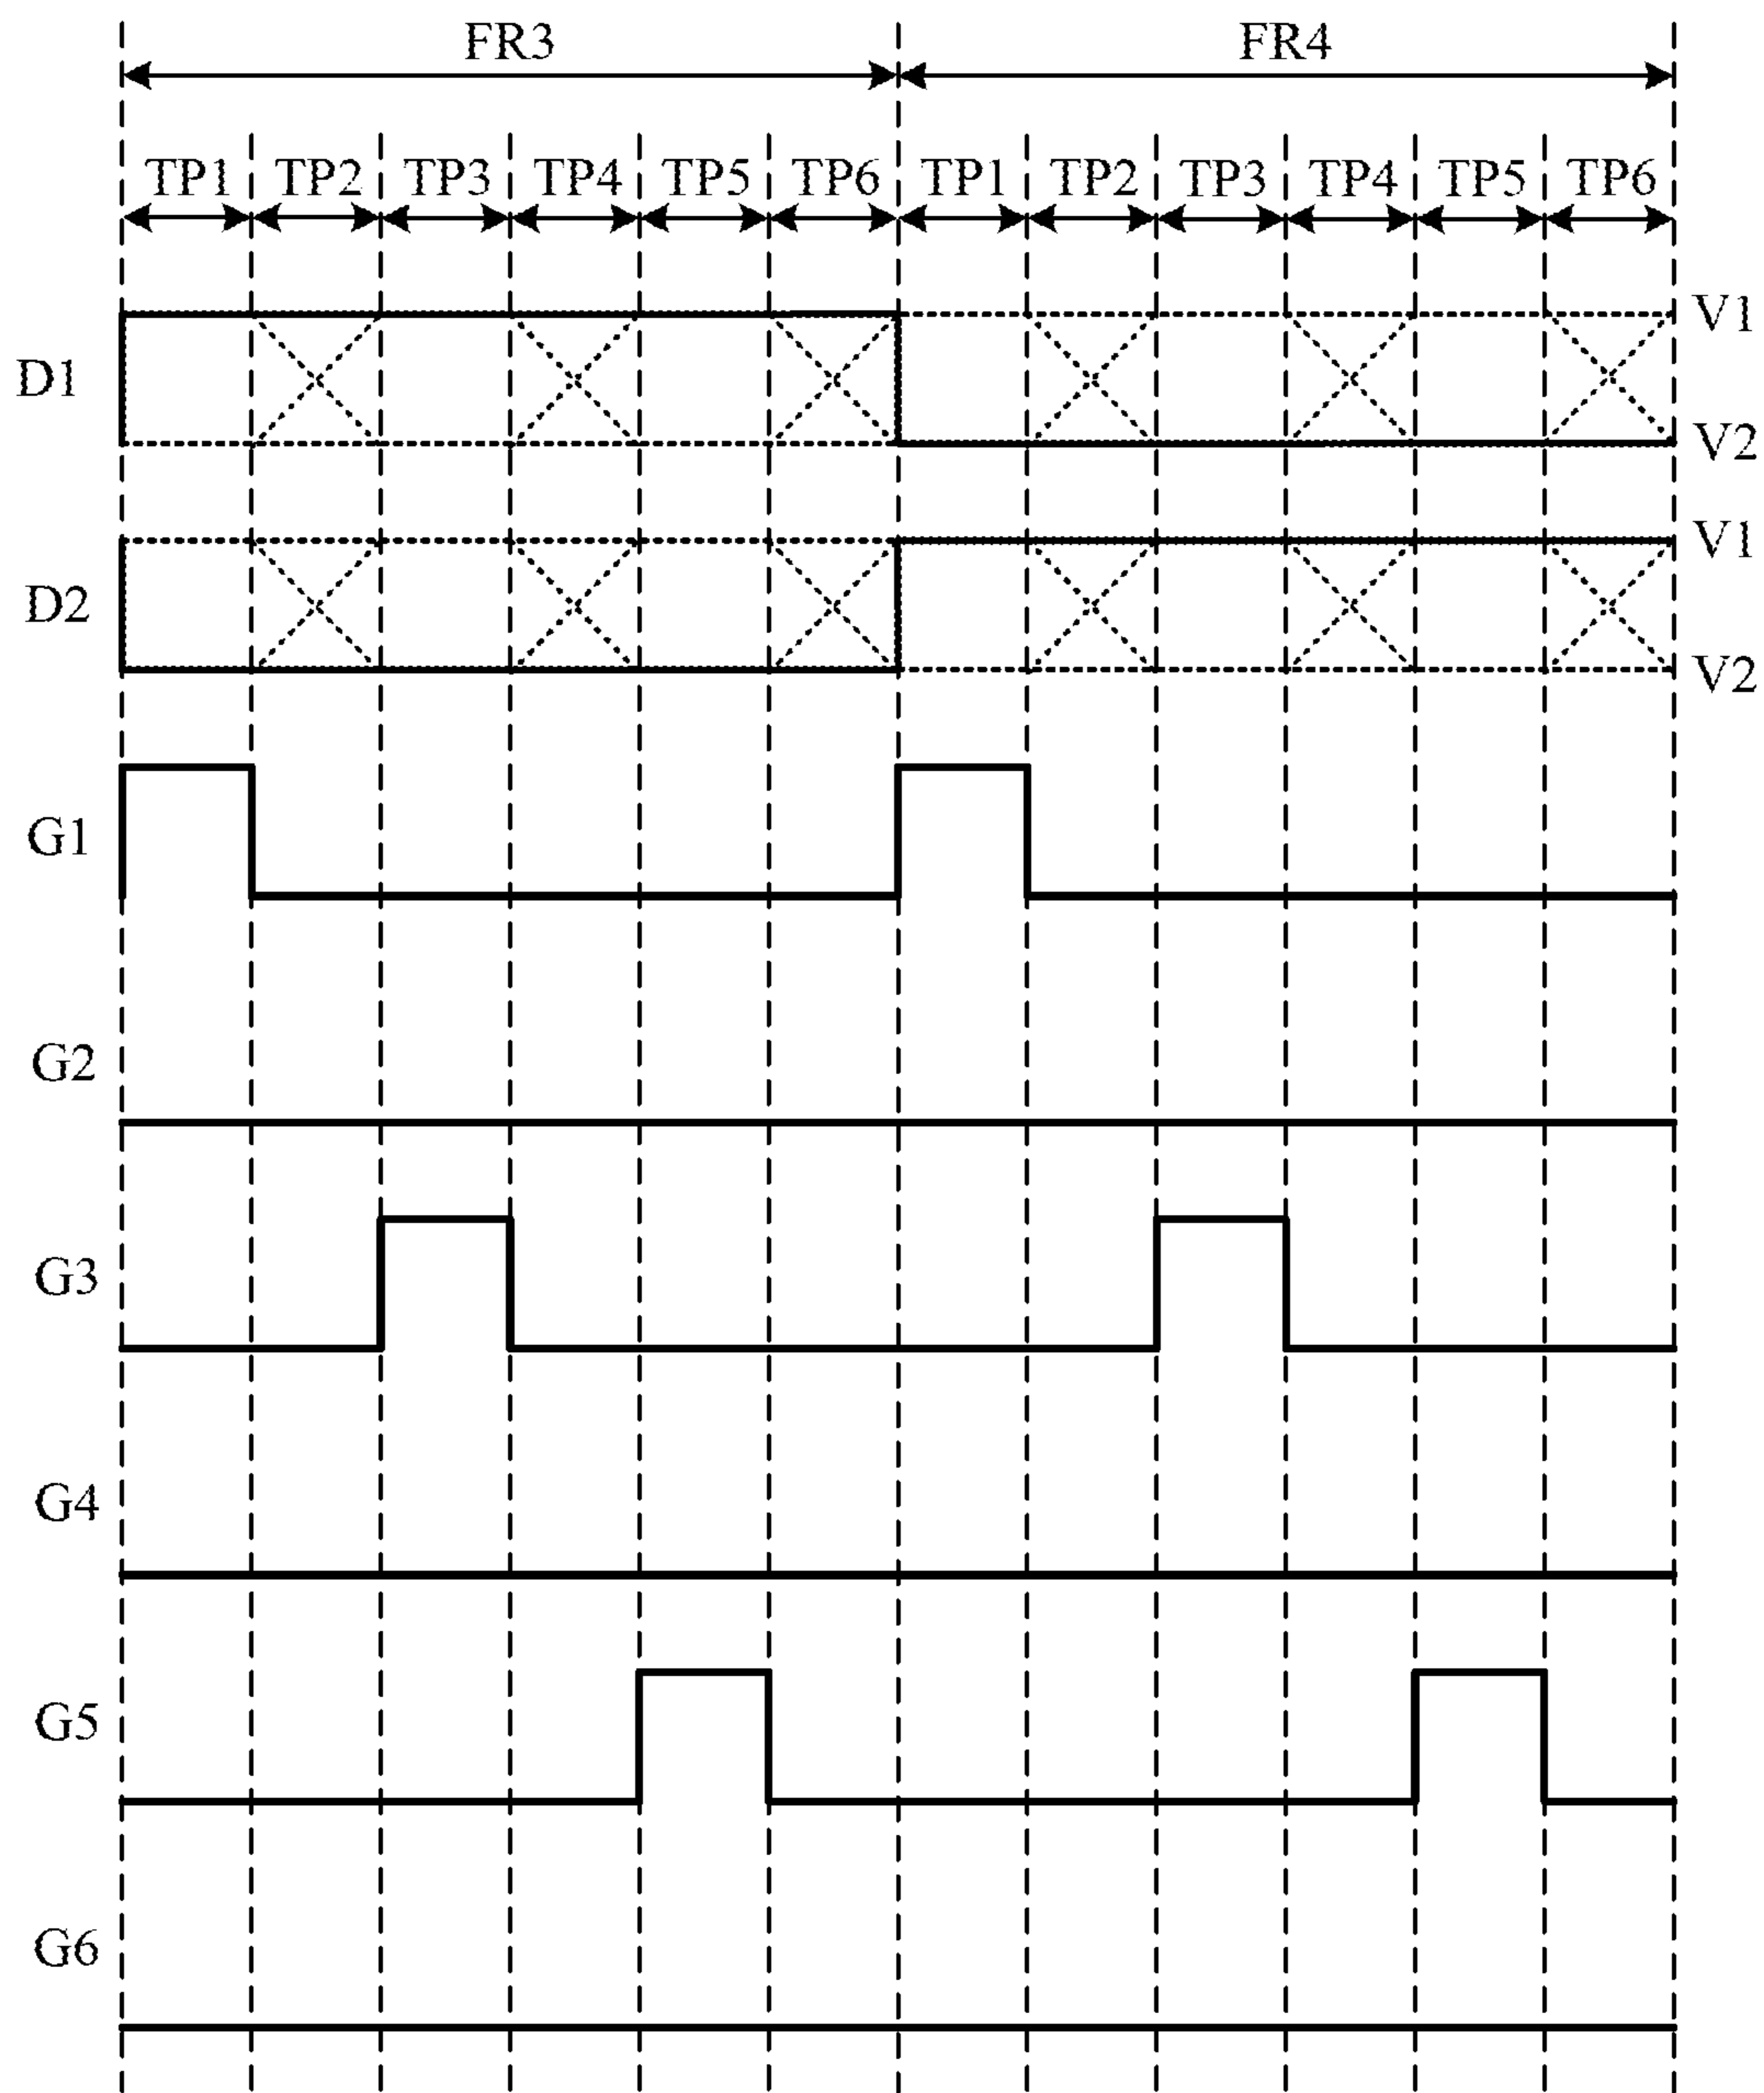 FR3 FR4
TP1 TP2 TP3 TP4 TP5 TP6 TP1 TP2 TP3 TP4 TP5 TP6
V1
D1
V2
V1
D2
V2
G1
G2
G3
G4
G5
G6